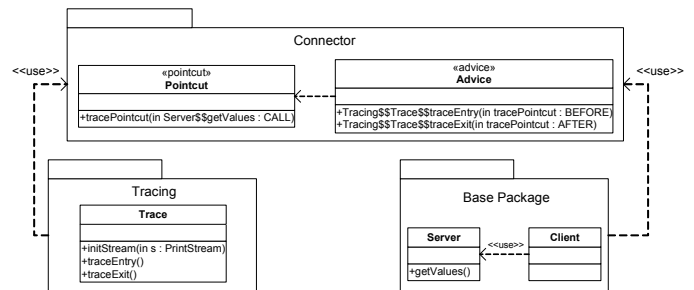 Connector
<<use>>
<<use>>
«pointcut»
Pointcut
+tracePointcut(in Server$$getValues : CALL)
«advice»
Advice
+Tracing$$Trace$$traceEntry(in tracePointcut : BEFORE)
+Tracing$$Trace$$traceExit(in tracePointcut : AFTER)
Tracing
Trace
+initStream(in s : PrintStream)
+traceEntry()
+traceExit()
Base Package
Server
+getValues()
<<use>>
Client